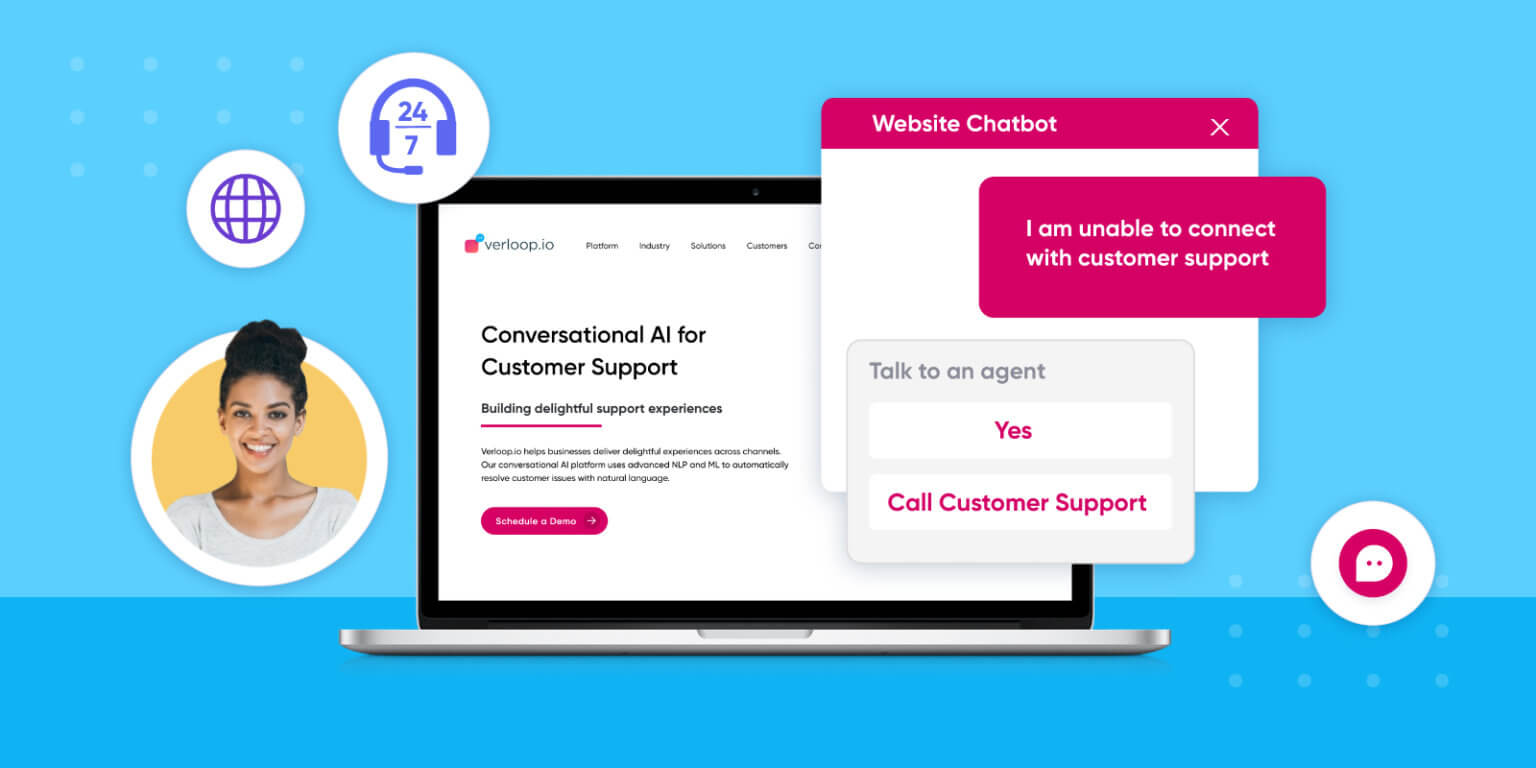 24
7
Website Chatbot
I am unable to connect
with customer support
verloop.io
Platform Industry Solutions Customers
Conversational AI for
Customer Support
Building delightful support experiences
Verloop.io helps businesses deliver delightful experiences across channels.
Our conversational AI platform uses advanced NLP and ML to automatically
resolve customer issues with natural language.
Schedule a Demo
Talk to an agent
Yes
Call Customer Support